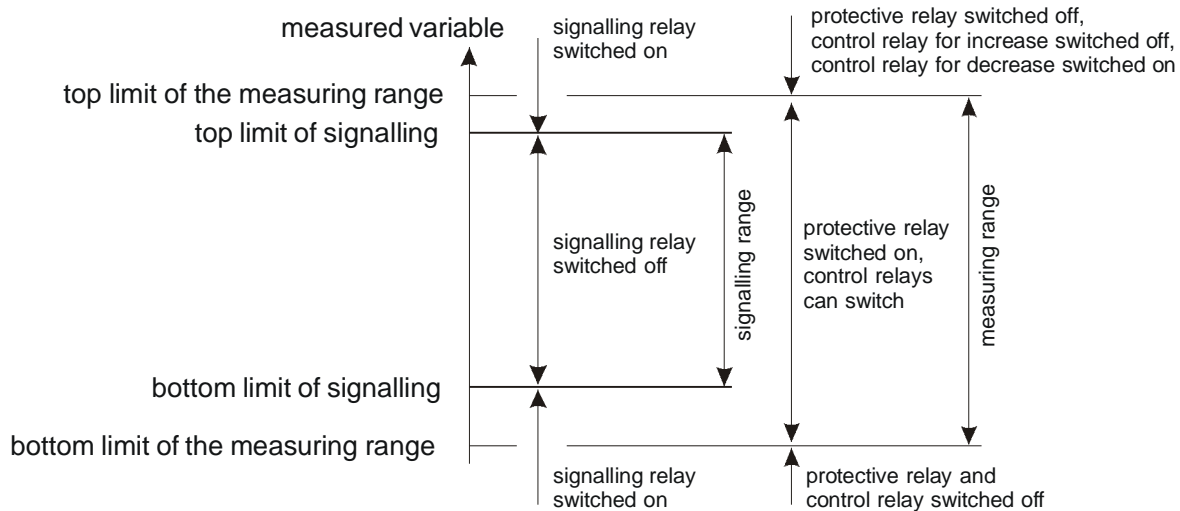 measured variable
signalling relay
switched on
protective relay switched off,
control relay for increase switched off,
control relay for decrease switched on
top limit of the measuring range
top limit of signalling
signalling relay
switched off
signalling range
protective relay
switched on,
control relays
can switch
measuring range
bottom limit of signalling
bottom limit of the measuring range
signalling relay
switched on
protective relay and
control relay switched off